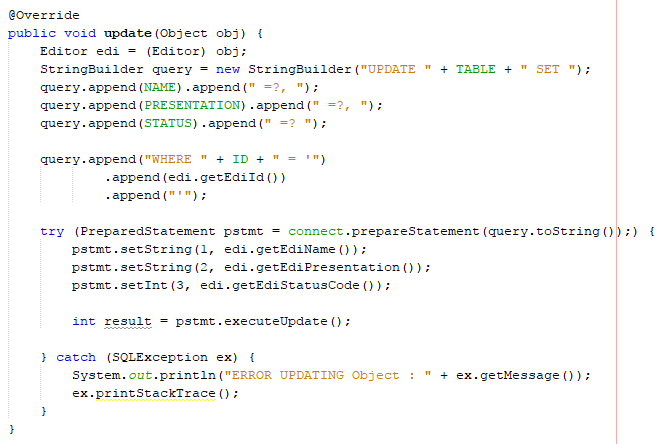 @Override
public void update(Object obj) {
    Editor edi = (Editor) obj;
    StringBuilder query = new StringBuilder("UPDATE " + TABLE + " SET ");
    query.append(NAME).append(" =?, ");
    query.append(PRESENTATION).append(" =?, ");
    query.append(STATUS).append(" =? ");
    query.append("WHERE " + ID + " = '")
            .append(edi.getEdiId())
            .append("'");
    try (PreparedStatement pstmt = connect.prepareStatement(query.toString());) {
        pstmt.setString(1, edi.getEdiName());
        pstmt.setString(2, edi.getEdiPresentation());
        pstmt.setInt(3, edi.getEdiStatusCode());
        int result = pstmt.executeUpdate();
    } catch (SQLException ex) {
        System.out.println("ERROR UPDATING Object : " + ex.getMessage());
        ex.printStackTrace();
    }
}